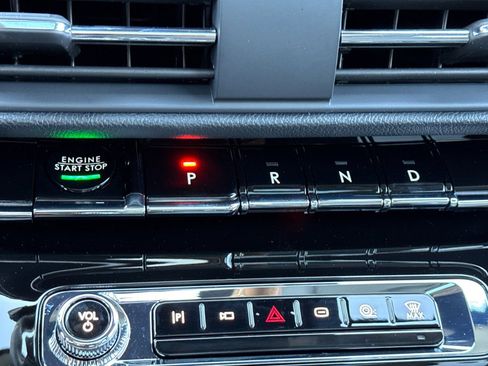 ENGINE
START STOP
P R N D
VOL
P
MAX